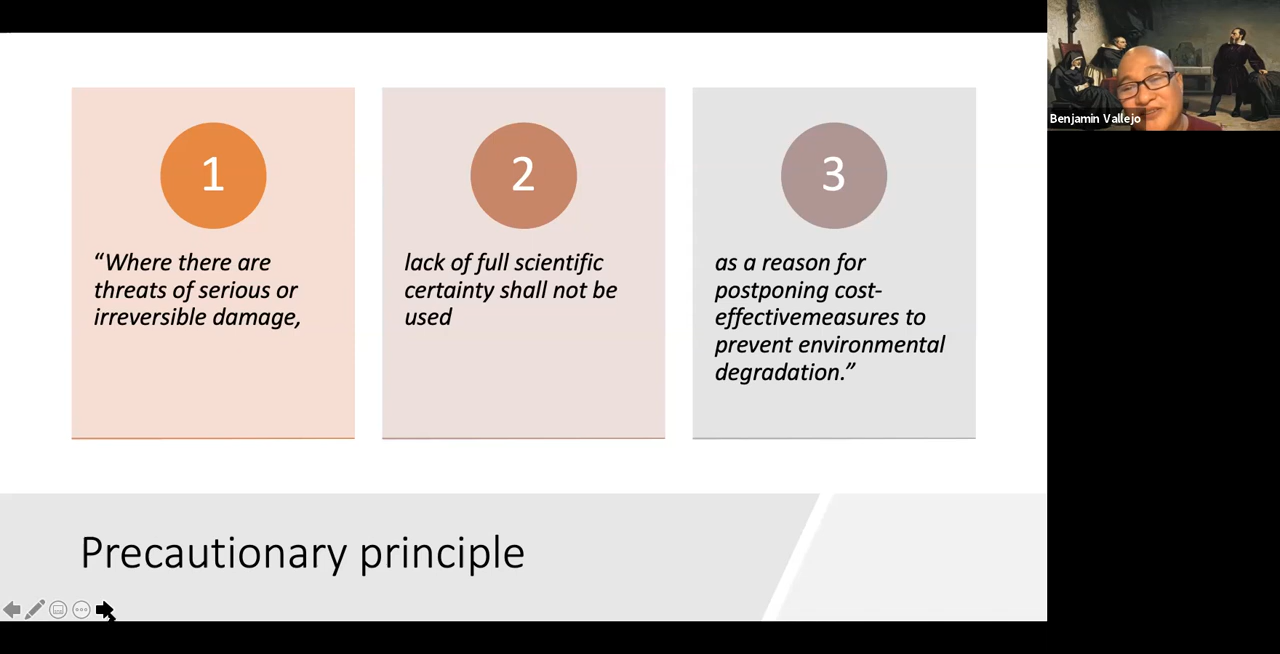 1
“Where there are
threats of serious or
irreversible damage,
2
lack of full scientific
certainty shall not be
used
3
as a reason for
postponing cost-
effectivemeasures to
prevent environmental
degradation.”
Precautionary principle
Benjamin Vallejo